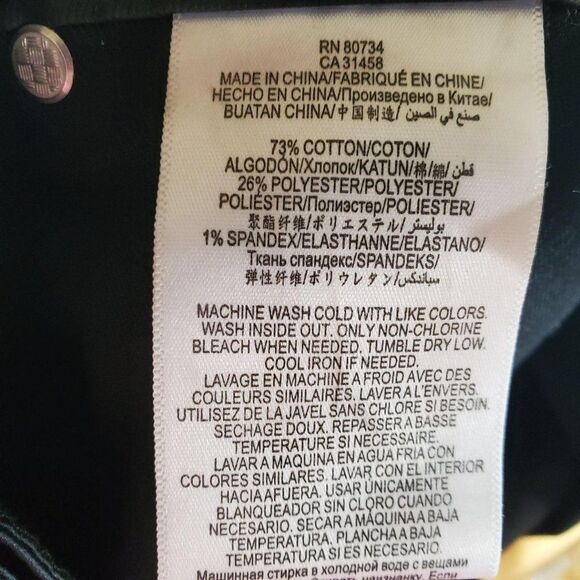 RN 80734
CA 31458
MADE IN CHINA/FABRIQUÉ EN CHINE/
HECHO EN CHINA/Произведено в Китае/
BUATAN CHINA/中国制造/ صنع في الصين/
73% COTTON/COTON/
ALGODÓN/Хлопок/KATUN/棉/綿/ قطن/
26% POLYESTER/POLYESTER/
POLIÉSTER/Полиэстер/POLIESTER/
聚酯纤维/ポリエステル/ بوليستر/
1% SPANDEX/ELASTHANNE/ELASTANO/
Ткань спандекс/SPANDEKS/
弹性纤维/ポリウレタン/ سباندكس/
MACHINE WASH COLD WITH LIKE COLORS.
WASH INSIDE OUT. ONLY NON-CHLORINE
BLEACH WHEN NEEDED. TUMBLE DRY LOW.
COOL IRON IF NEEDED.
LAVAGE EN MACHINE A FROID AVEC DES
COULEURS SIMILAIRES. LAVER A L'ENVERS.
UTILISEZ DE LA JAVEL SANS CHLORE SI BESOIN.
SECHAGE DOUX. REPASSER A BASSE
TEMPERATURE SI NECESSAIRE.
LAVAR A MAQUINA EN AGUA FRIA CON
COLORES SIMILARES. LAVAR CON EL INTERIOR
HACIA AFUERA. USAR ÚNICAMENTE
BLANQUEADOR SIN CLORO CUANDO
NECESARIO. SECAR A MÁQUINA A BAJA
TEMPERATURA. PLANCHA A BAJA
TEMPERATURA SI ES NECESARIO.
Машинная стирка в холодной воде с вещами